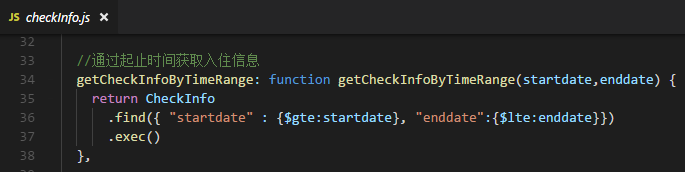 JS checkInfo.js ×
32
33 //通过起止时间获取入住信息
34 getCheckInfoByTimeRange: function getCheckInfoByTimeRange(startdate,enddate) {
35 return CheckInfo
36 .find({ "startdate" : {$gte:startdate}, "enddate":{$lte:enddate}})
37 .exec()
38 },